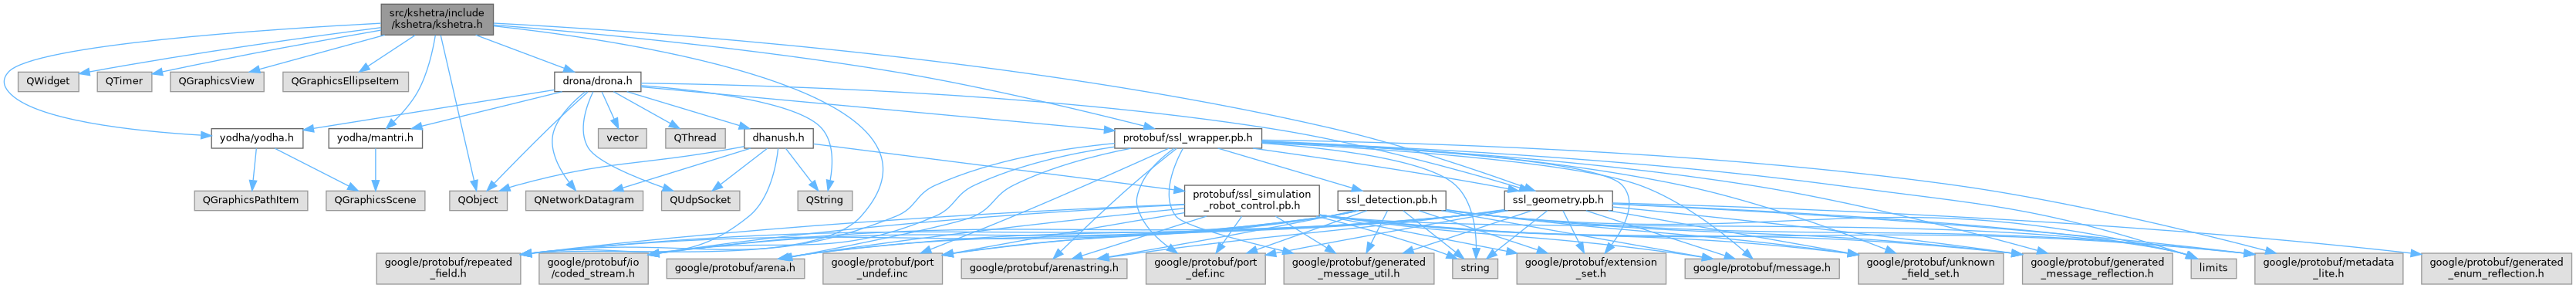 src/kshetra/include
/kshetra/kshetra.h
QWidget
QTimer
QGraphicsView
QGraphicsEllipseItem
drona/drona.h
yodha/yodha.h
yodha/mantri.h
vector
QThread
dhanush.h
protobuf/ssl_wrapper.pb.h
QGraphicsPathItem
QGraphicsScene
QObject
QNetworkDatagram
QUdpSocket
QString
protobuf/ssl_simulation
_robot_control.pb.h
ssl_detection.pb.h
ssl_geometry.pb.h
google/protobuf/repeated
_field.h
google/protobuf/io
/coded_stream.h
google/protobuf/arena.h
google/protobuf/port
_undef.inc
google/protobuf/arenastring.h
google/protobuf/port
_def.inc
google/protobuf/generated
_message_util.h
string
google/protobuf/extension
_set.h
google/protobuf/message.h
google/protobuf/unknown
_field_set.h
google/protobuf/generated
_message_reflection.h
limits
google/protobuf/metadata
_lite.h
google/protobuf/generated
_enum_reflection.h